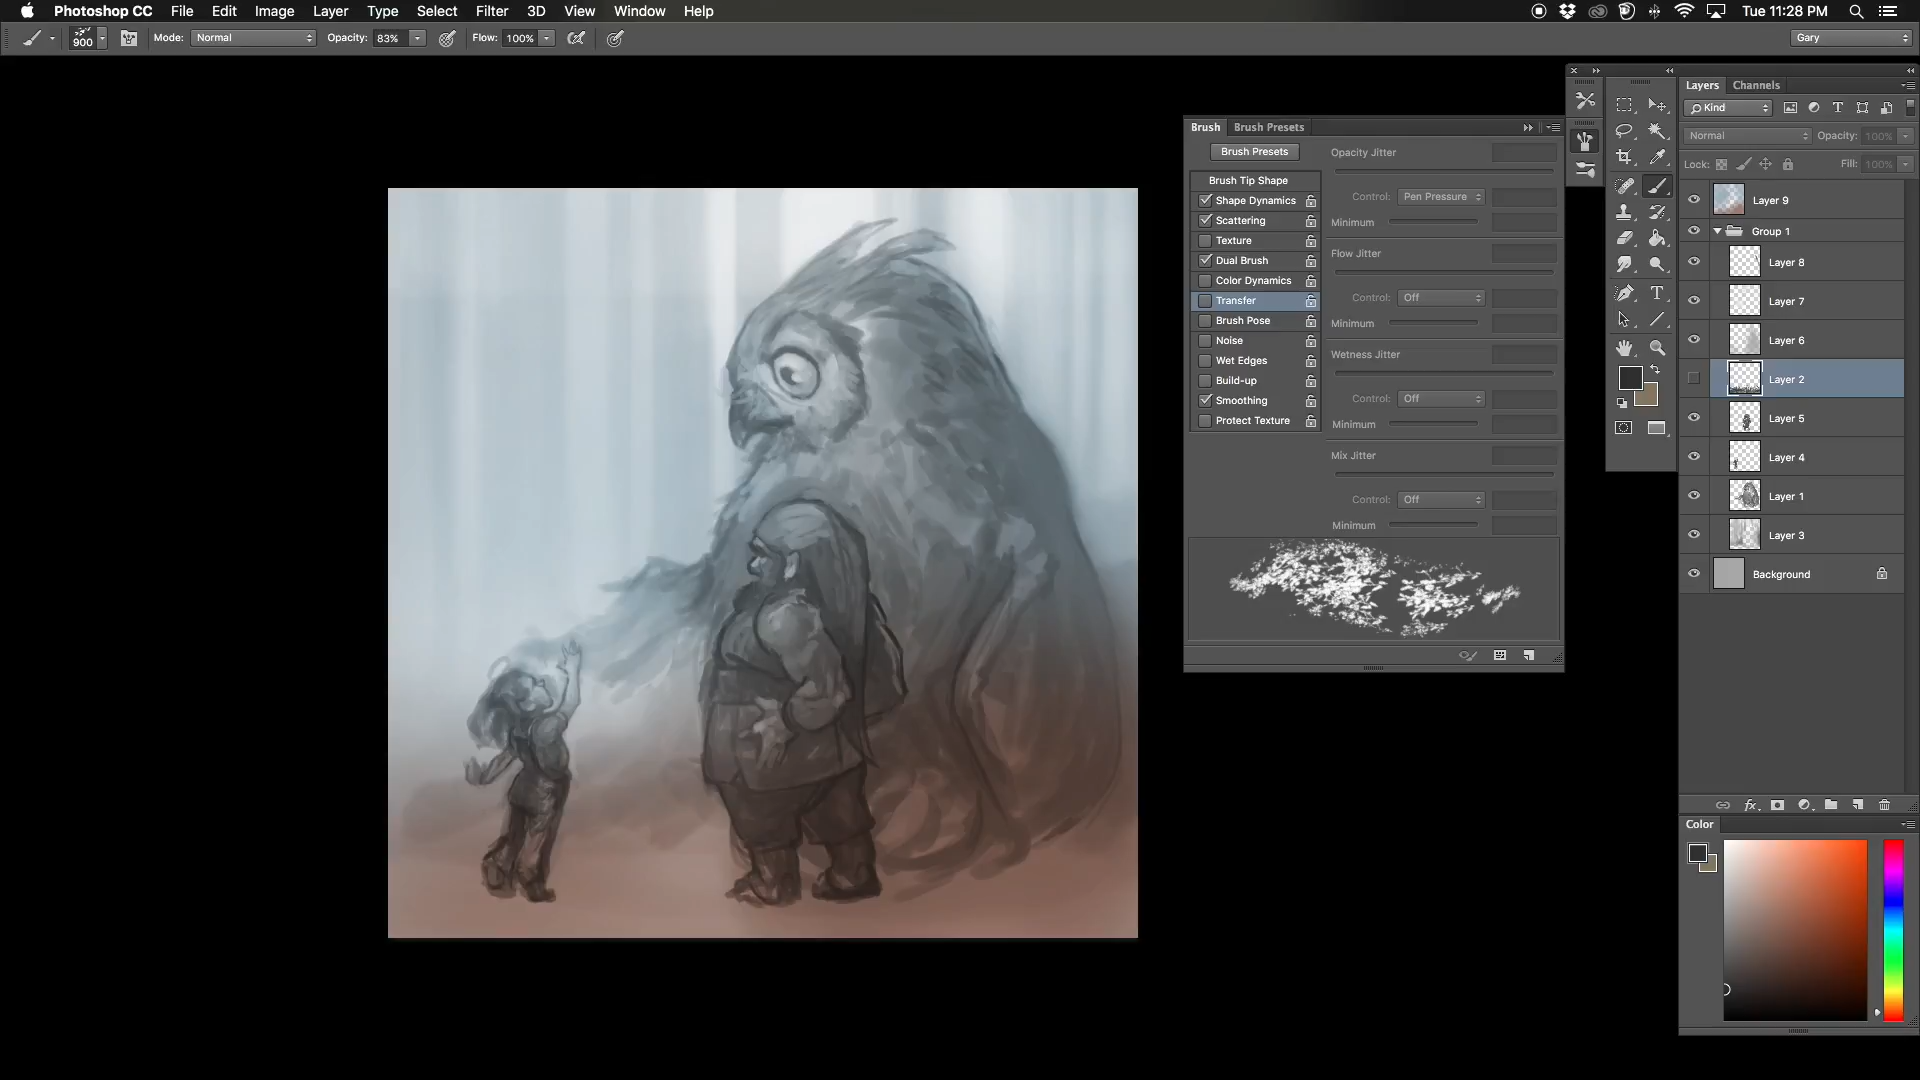 Photoshop CC File Edit Image Layer Type Select Filter 3D View Window Help Tue 11:28 PM
900 Mode: Normal Opacity: 83% Flow: 100% Gary
Layers Channels
Kind
Normal Opacity: 100%
Lock: Fill: 100%
Layer 9
Group 1
Layer 8
Layer 7
Layer 6
Layer 2
Layer 5
Layer 4
Layer 1
Layer 3
Background
Brush Brush Presets
Brush Presets
Brush Tip Shape
Shape Dynamics
Scattering
Texture
Dual Brush
Color Dynamics
Transfer
Brush Pose
Noise
Wet Edges
Build-up
Smoothing
Protect Texture
Opacity Jitter
Control: Pen Pressure
Minimum
Flow Jitter
Control: Off
Minimum
Wetness Jitter
Control: Off
Minimum
Mix Jitter
Control: Off
Minimum
Color